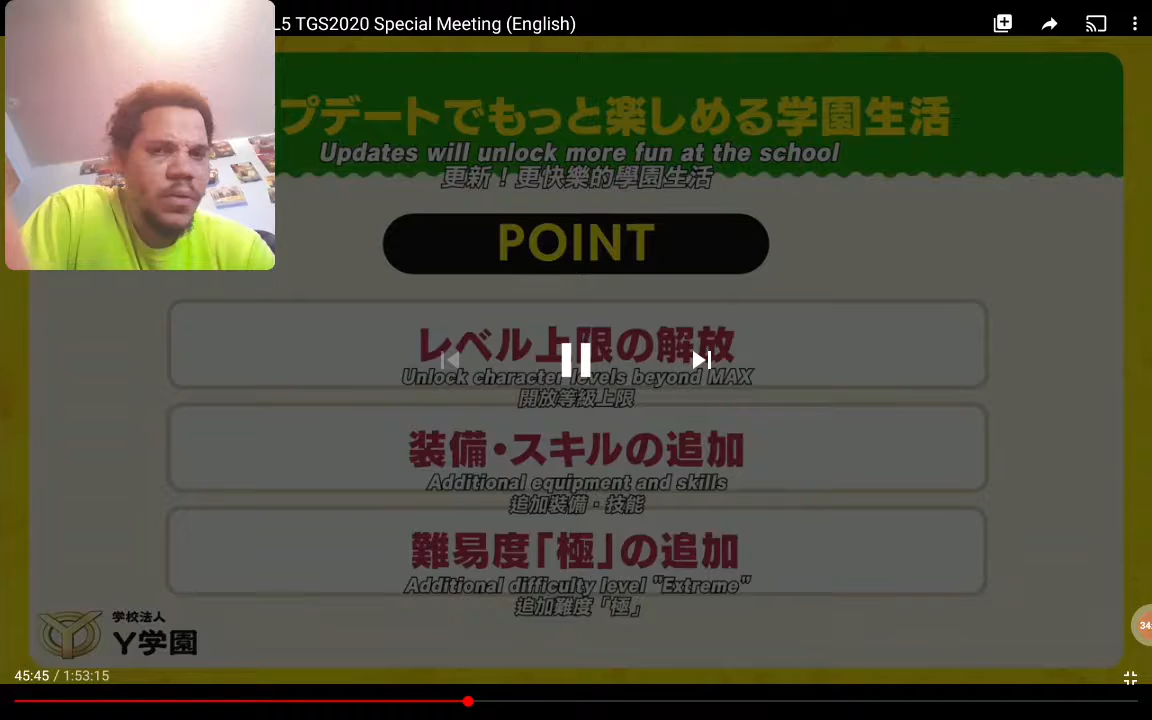 L5 TGS2020 Special Meeting (English)
プデートでもっと楽しめる学園生活
Updates will unlock more fun at the school
更新！更快樂的學園生活
POINT
レベル上限の解放
Unlock character levels beyond MAX
開放等級上限
装備・スキルの追加
Additional equipment and skills
追加裝備・技能
難易度「極」の追加
Additional difficulty level "Extreme"
追加難度「極」
学校法人
Y学園
34
45:45 / 1:53:15